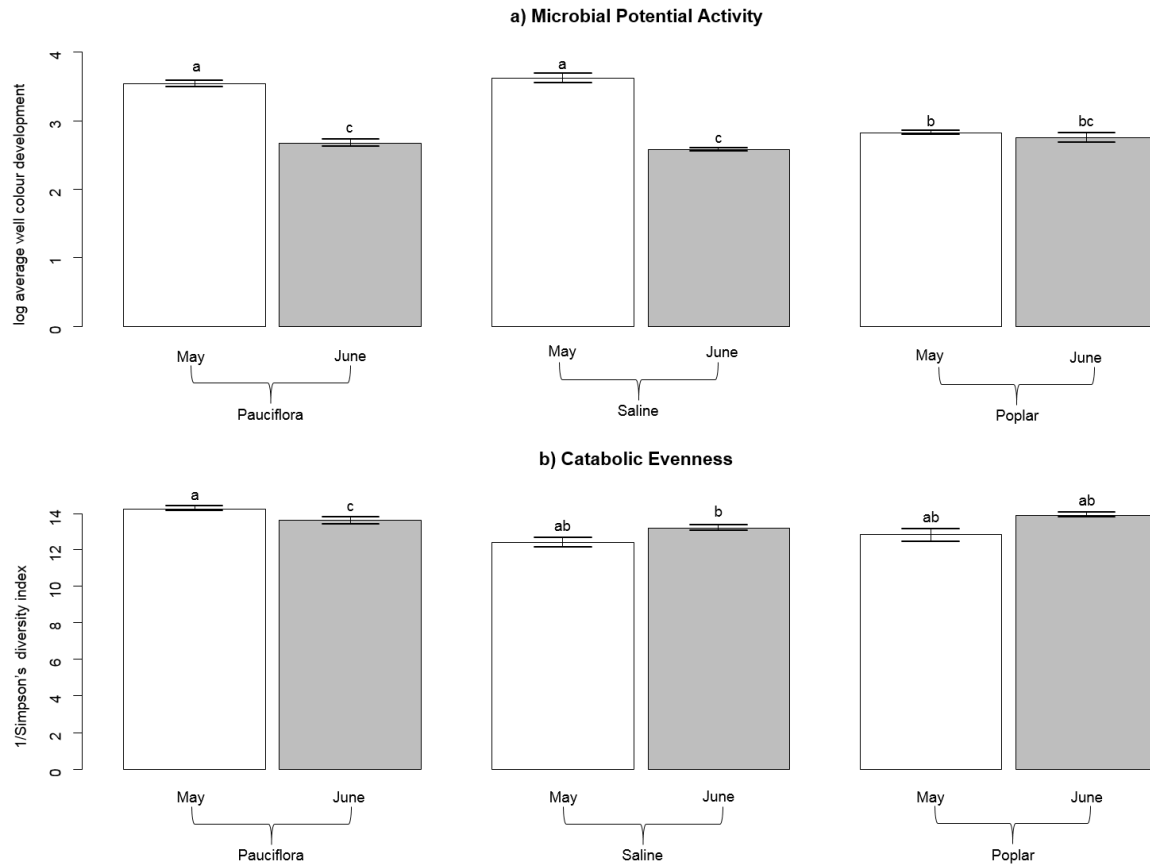 a) Microbial Potential Activity
log average well colour development
4
3
2
1
0
a
c
a
c
b
bc
May
June
May
June
May
June
Pauciflora
Saline
Poplar
b) Catabolic Evenness
1/Simpson's diversity index
14
12
10
8
6
4
2
0
a
c
ab
b
ab
ab
May
June
May
June
May
June
Pauciflora
Saline
Poplar